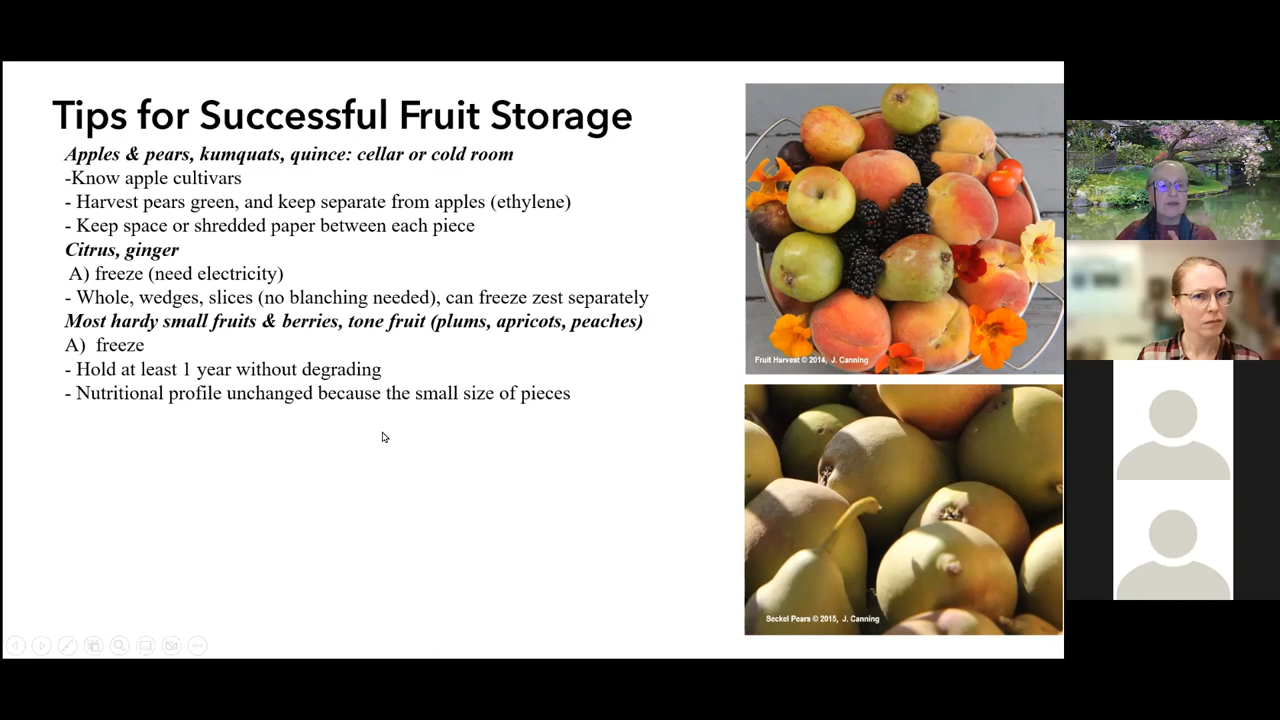 Tips for Successful Fruit Storage
Apples & pears, kumquats, quince: cellar or cold room
-Know apple cultivars
- Harvest pears green, and keep separate from apples (ethylene)
- Keep space or shredded paper between each piece
Citrus, ginger
A) freeze (need electricity)
- Whole, wedges, slices (no blanching needed), can freeze zest separately
Most hardy small fruits & berries, tone fruit (plums, apricots, peaches)
A) freeze
- Hold at least 1 year without degrading
- Nutritional profile unchanged because the small size of pieces
Fruit Harvest © 2014, J. Canning
Seckel Pears © 2015, J. Canning